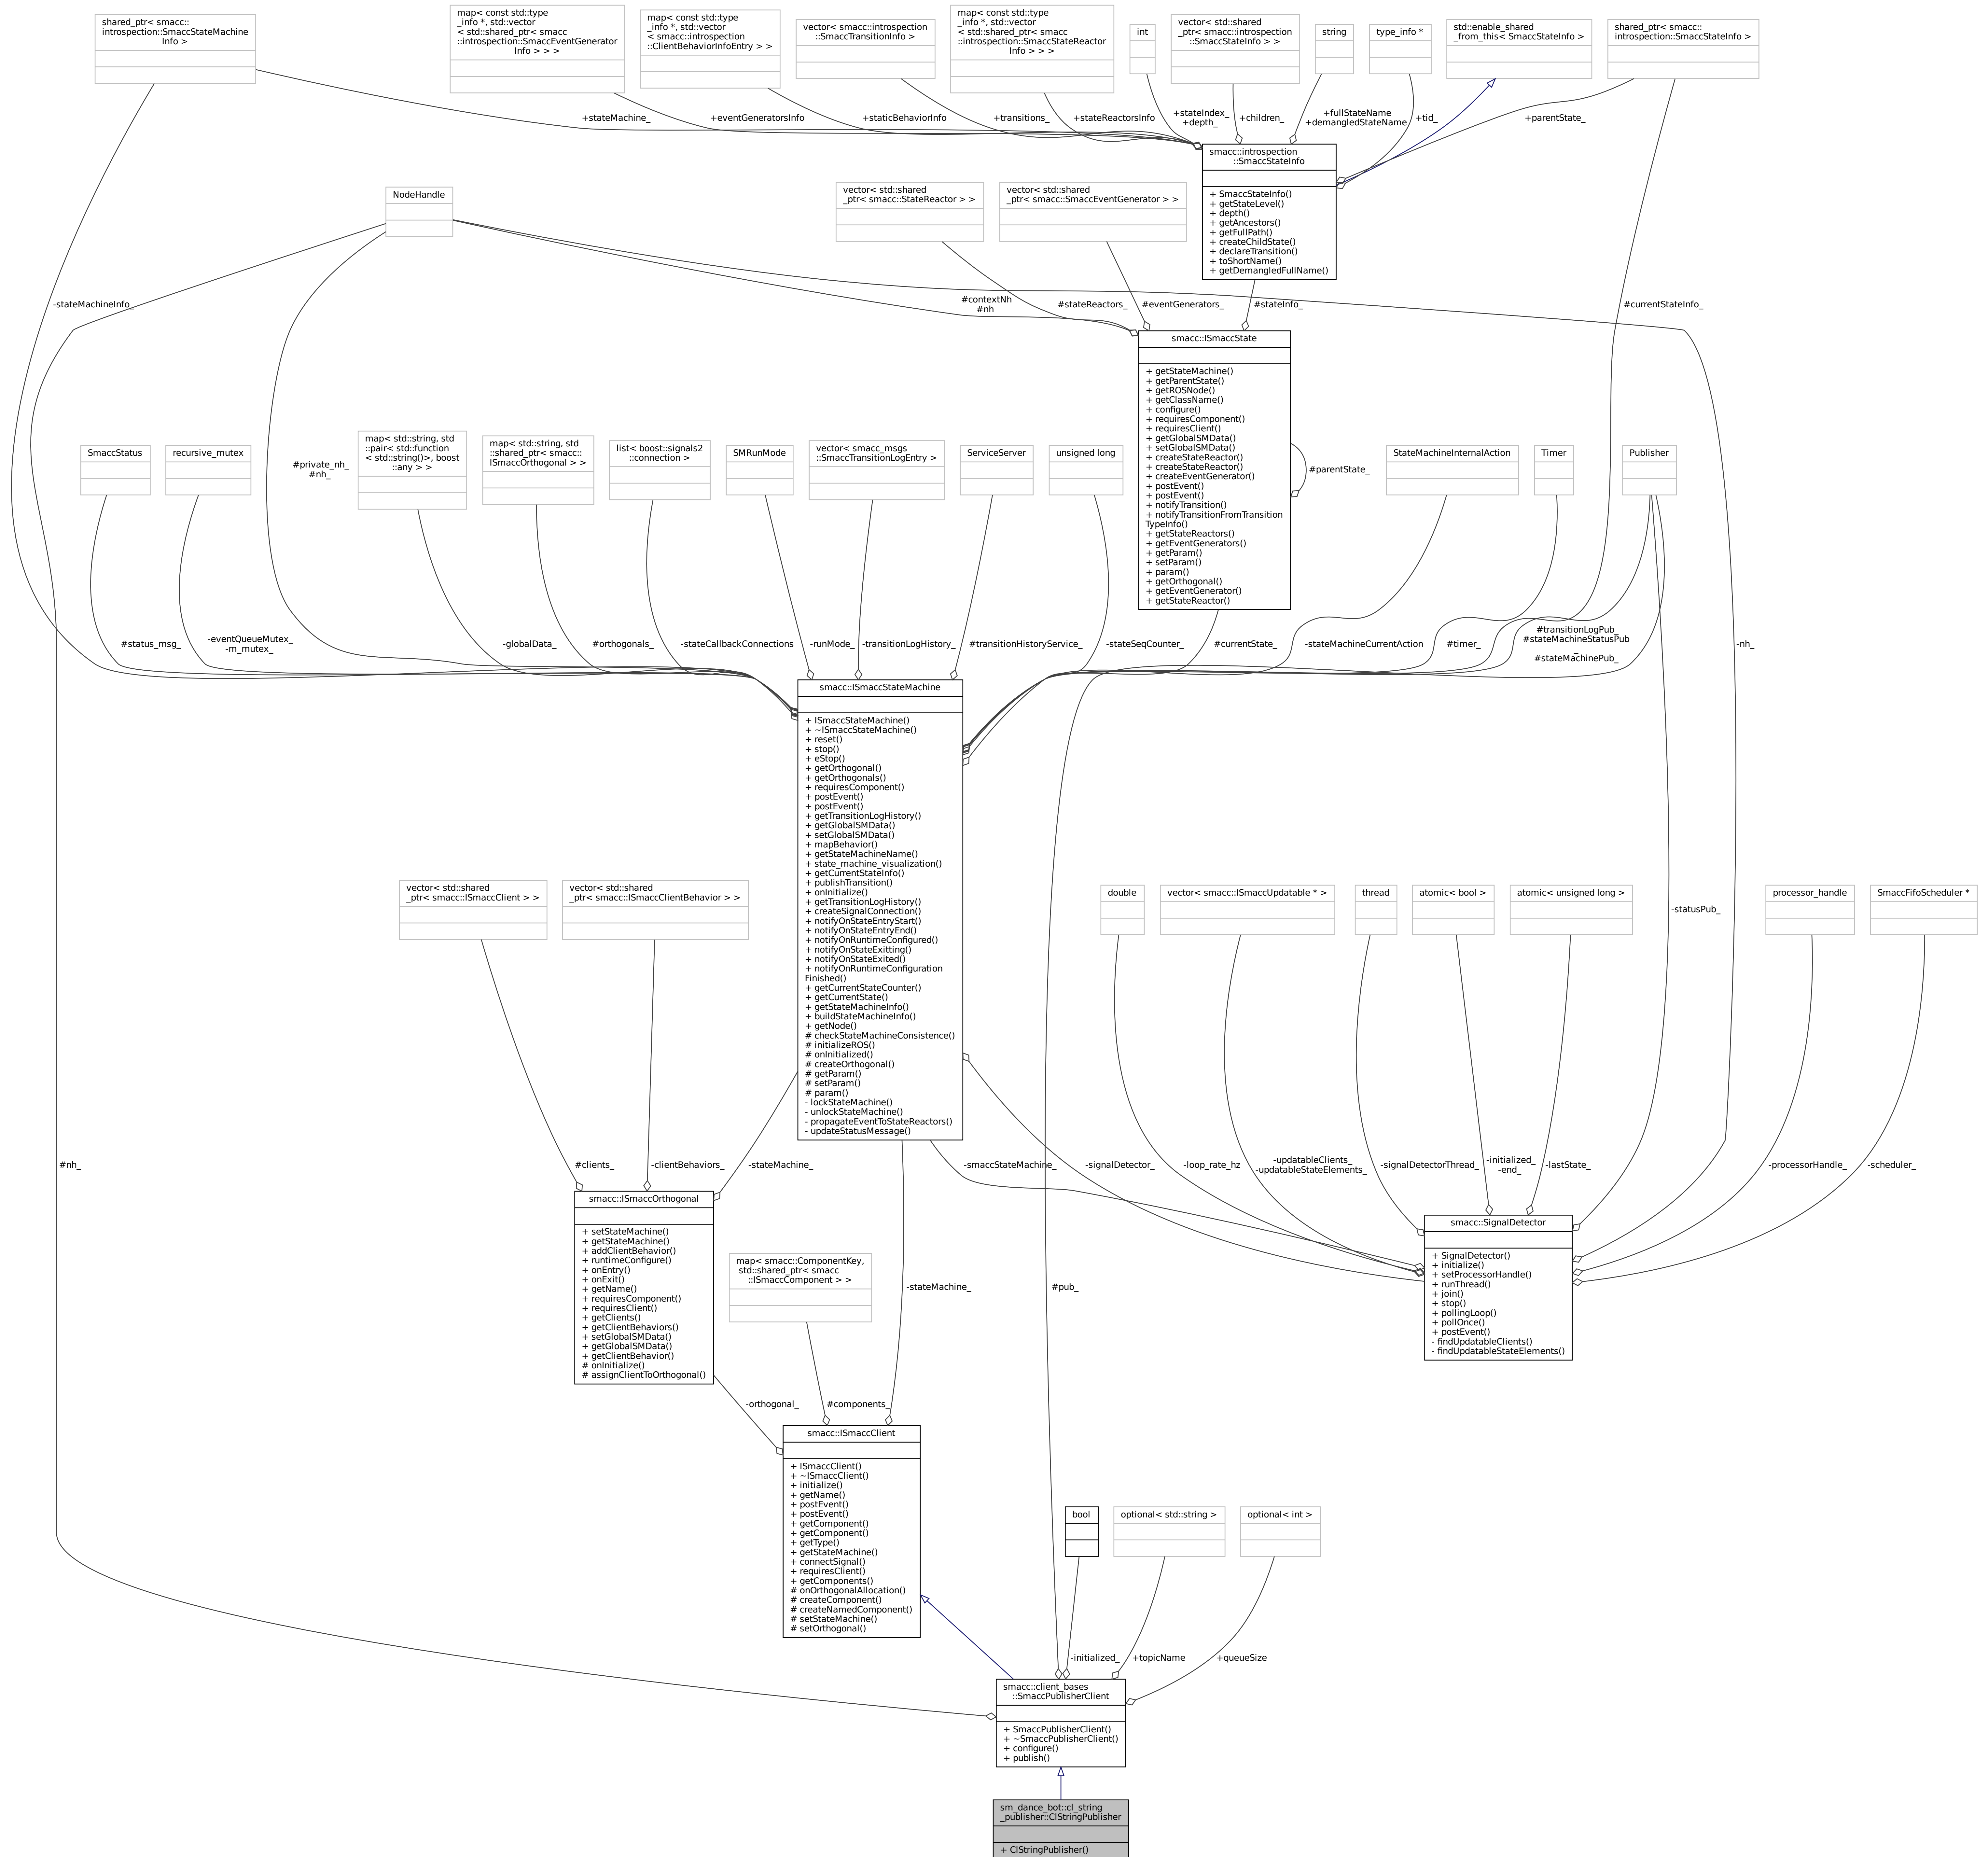 shared_ptr< smacc::
introspection::SmaccStateMachine
Info >
map< const std::type
_info *, std::vector
< std::shared_ptr< smacc
::introspection::SmaccEventGenerator
Info > > >
map< const std::type
_info *, std::vector
< smacc::introspection
::ClientBehaviorInfoEntry > >
vector< smacc::introspection
::SmaccTransitionInfo >
map< const std::type
_info *, std::vector
< std::shared_ptr< smacc
::introspection::SmaccStateReactor
Info > > >
int
vector< std::shared
_ptr< smacc::introspection
::SmaccStateInfo > >
string
type_info *
std::enable_shared
_from_this< SmaccStateInfo >
shared_ptr< smacc::
introspection::SmaccStateInfo >
+stateMachine_
+eventGeneratorsInfo
+staticBehaviorInfo
+transitions_
+stateReactorsInfo
+stateIndex_
+depth_
+children_
+fullStateName
+demangledStateName
+tid_
+parentState_
smacc::introspection
::SmaccStateInfo
+ SmaccStateInfo()
+ getStateLevel()
+ depth()
+ getAncestors()
+ getFullPath()
+ createChildState()
+ declareTransition()
+ toShortName()
+ getDemangledFullName()
NodeHandle
vector< std::shared
_ptr< smacc::StateReactor > >
vector< std::shared
_ptr< smacc::SmaccEventGenerator > >
-stateMachineInfo_
#contextNh
#nh
#stateReactors_
#eventGenerators_
#stateInfo_
#currentStateInfo_
smacc::ISmaccState
+ getStateMachine()
+ getParentState()
+ getROSNode()
+ getClassName()
+ configure()
+ requiresComponent()
+ requiresClient()
+ getGlobalSMData()
+ setGlobalSMData()
+ createStateReactor()
+ createStateReactor()
+ createEventGenerator()
+ postEvent()
+ postEvent()
+ notifyTransition()
+ notifyTransitionFromTransition
TypeInfo()
+ getStateReactors()
+ getEventGenerators()
+ getParam()
+ setParam()
+ param()
+ getOrthogonal()
+ getEventGenerator()
+ getStateReactor()
#parentState_
SmaccStatus
recursive_mutex
#private_nh_
#nh_
map< std::string, std
::pair< std::function
< std::string()>, boost
::any > >
map< std::string, std
::shared_ptr< smacc::
ISmaccOrthogonal > >
list< boost::signals2
::connection >
SMRunMode
vector< smacc_msgs
::SmaccTransitionLogEntry >
ServiceServer
unsigned long
StateMachineInternalAction
Timer
Publisher
#status_msg_
-eventQueueMutex_
-m_mutex_
-globalData_
#orthogonals_
-stateCallbackConnections
-runMode_
-transitionLogHistory_
#transitionHistoryService_
-stateSeqCounter_
#currentState_
-stateMachineCurrentAction
#timer_
#transitionLogPub_
#stateMachineStatusPub
_
#stateMachinePub_
-nh_
smacc::ISmaccStateMachine
+ ISmaccStateMachine()
+ ~ISmaccStateMachine()
+ reset()
+ stop()
+ eStop()
+ getOrthogonal()
+ getOrthogonals()
+ requiresComponent()
+ postEvent()
+ postEvent()
+ getTransitionLogHistory()
+ getGlobalSMData()
+ setGlobalSMData()
+ mapBehavior()
+ getStateMachineName()
+ state_machine_visualization()
+ getCurrentStateInfo()
+ publishTransition()
+ onInitialize()
+ getTransitionLogHistory()
+ createSignalConnection()
+ notifyOnStateEntryStart()
+ notifyOnStateEntryEnd()
+ notifyOnRuntimeConfigured()
+ notifyOnStateExitting()
+ notifyOnStateExited()
+ notifyOnRuntimeConfiguration
Finished()
+ getCurrentStateCounter()
+ getCurrentState()
+ getStateMachineInfo()
+ buildStateMachineInfo()
+ getNode()
# checkStateMachineConsistence()
# initializeROS()
# onInitialized()
# createOrthogonal()
# getParam()
# setParam()
# param()
- lockStateMachine()
- unlockStateMachine()
- propagateEventToStateReactors()
- updateStatusMessage()
vector< std::shared
_ptr< smacc::ISmaccClient > >
vector< std::shared
_ptr< smacc::ISmaccClientBehavior > >
double
vector< smacc::ISmaccUpdatable * >
thread
atomic< bool >
atomic< unsigned long >
-statusPub_
processor_handle
SmaccFifoScheduler *
#nh_
#clients_
-clientBehaviors_
-stateMachine_
-smaccStateMachine_
-signalDetector_
-loop_rate_hz
-updatableClients_
-updatableStateElements_
-signalDetectorThread_
-initialized_
-end_
-lastState_
-processorHandle_
-scheduler_
smacc::ISmaccOrthogonal
+ setStateMachine()
+ getStateMachine()
+ addClientBehavior()
+ runtimeConfigure()
+ onEntry()
+ onExit()
+ getName()
+ requiresComponent()
+ requiresClient()
+ getClients()
+ getClientBehaviors()
+ setGlobalSMData()
+ getGlobalSMData()
+ getClientBehavior()
# onInitialize()
# assignClientToOrthogonal()
smacc::SignalDetector
+ SignalDetector()
+ initialize()
+ setProcessorHandle()
+ runThread()
+ join()
+ stop()
+ pollingLoop()
+ pollOnce()
+ postEvent()
- findUpdatableClients()
- findUpdatableStateElements()
map< smacc::ComponentKey,
std::shared_ptr< smacc
::ISmaccComponent > >
-stateMachine_
#pub_
-orthogonal_
#components_
smacc::ISmaccClient
+ ISmaccClient()
+ ~ISmaccClient()
+ initialize()
+ getName()
+ postEvent()
+ postEvent()
+ getComponent()
+ getComponent()
+ getType()
+ getStateMachine()
+ connectSignal()
+ requiresClient()
+ getComponents()
# onOrthogonalAllocation()
# createComponent()
# createNamedComponent()
# setStateMachine()
# setOrthogonal()
bool
optional< std::string >
optional< int >
-initialized_
+topicName
+queueSize
smacc::client_bases
::SmaccPublisherClient
+ SmaccPublisherClient()
+ ~SmaccPublisherClient()
+ configure()
+ publish()
sm_dance_bot::cl_string
_publisher::ClStringPublisher
+ ClStringPublisher()